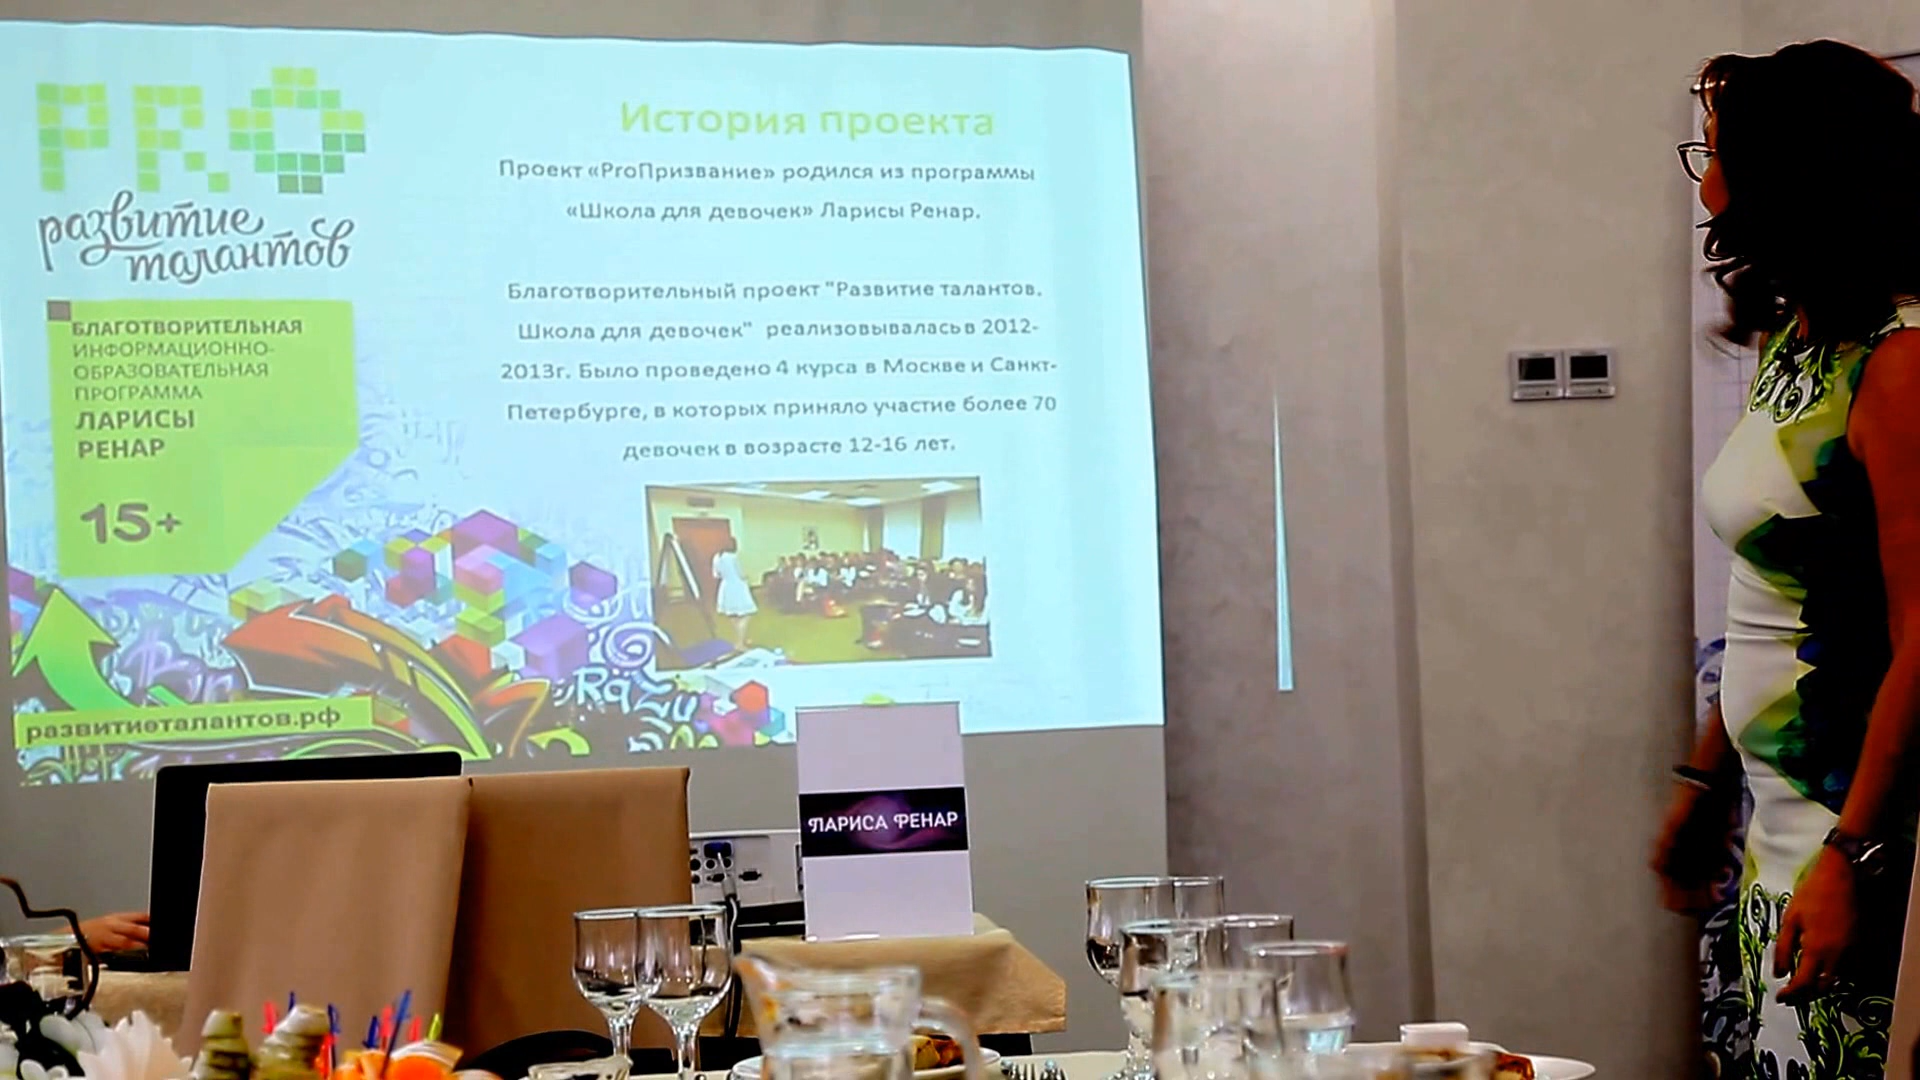 PRO
развитие
талантов
БЛАГОТВОРИТЕЛЬНАЯ
ИНФОРМАЦИОННО-
ОБРАЗОВАТЕЛЬНАЯ
ПРОГРАММА
ЛАРИСЫ
РЕНАР
15+
развитиеталантов.рф
История проекта
Проект «ProПризвание» родился из программы
«Школа для девочек» Ларисы Ренар.
Благотворительный проект "Развитие талантов.
Школа для девочек" реализовывалась в 2012-
2013г. Было проведено 4 курса в Москве и Санкт-
Петербурге, в которых приняло участие более 70
девочек в возрасте 12-16 лет.
ЛАРИСА РЕНАР